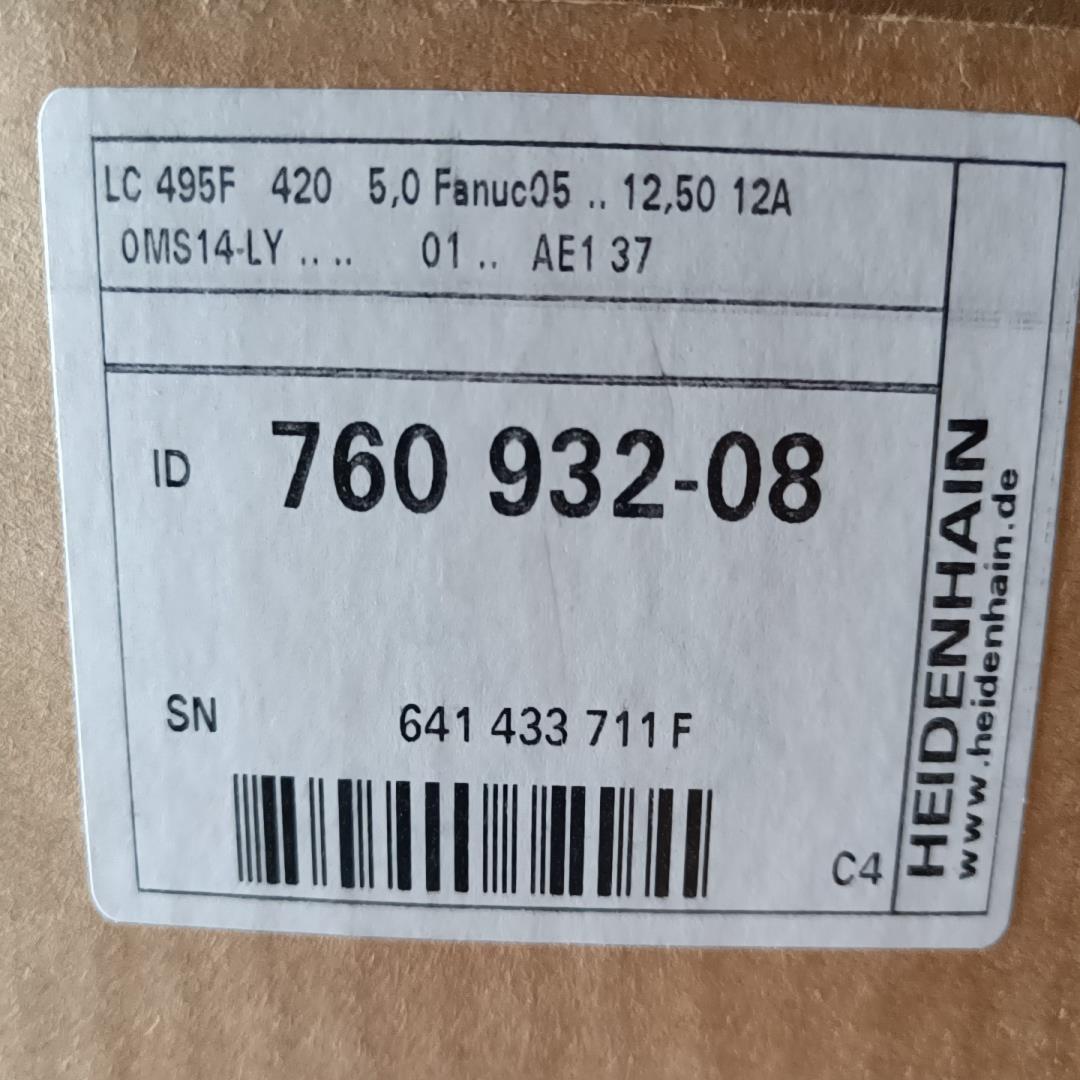 LC 495F 420 5,0 Fanuc05 .. 12,50 12A
0MS14-LY .. .. 01 .. AE1 37
ID 760 932-08
SN 641 433 711 F
C4
HEIDENHAIN
www.heidenhain.de